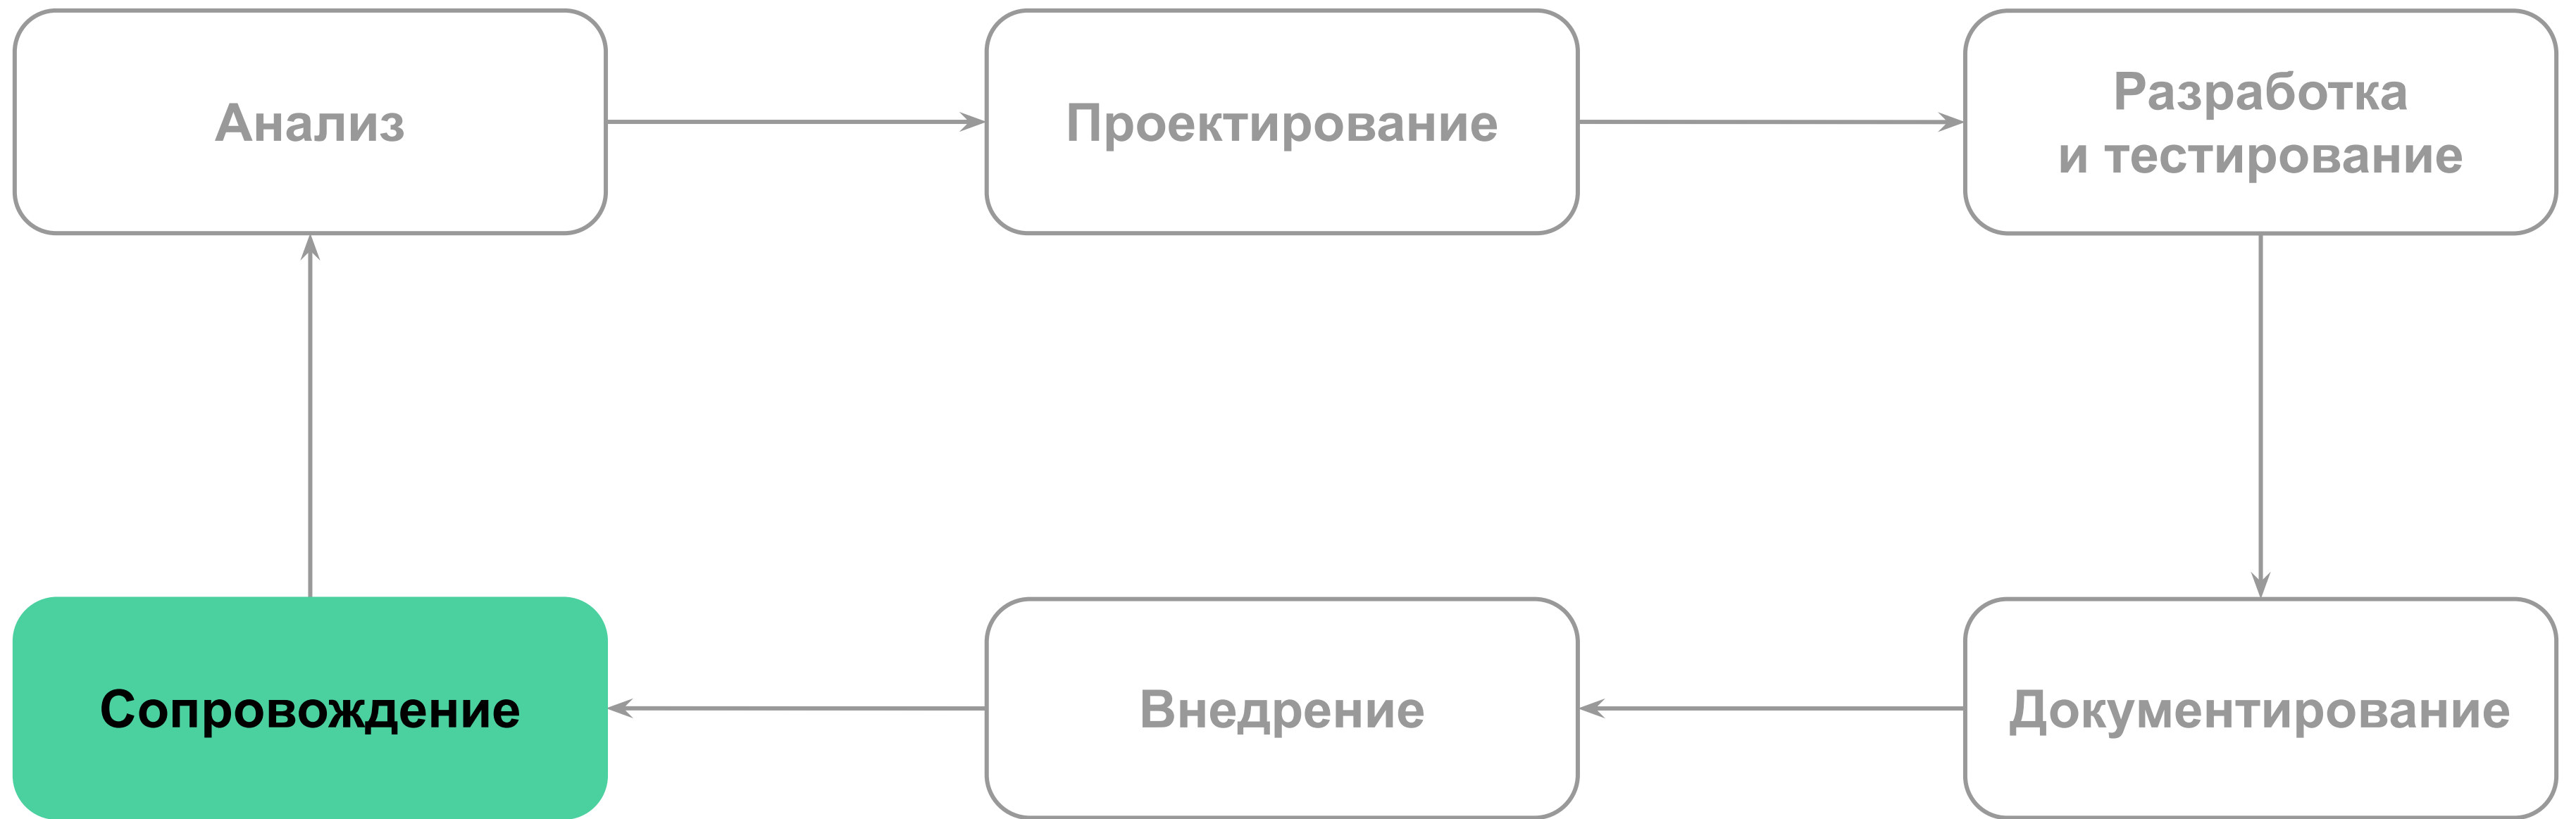 Анализ
Проектирование
Разработка
и тестирование
Сопровождение
Внедрение
Документирование